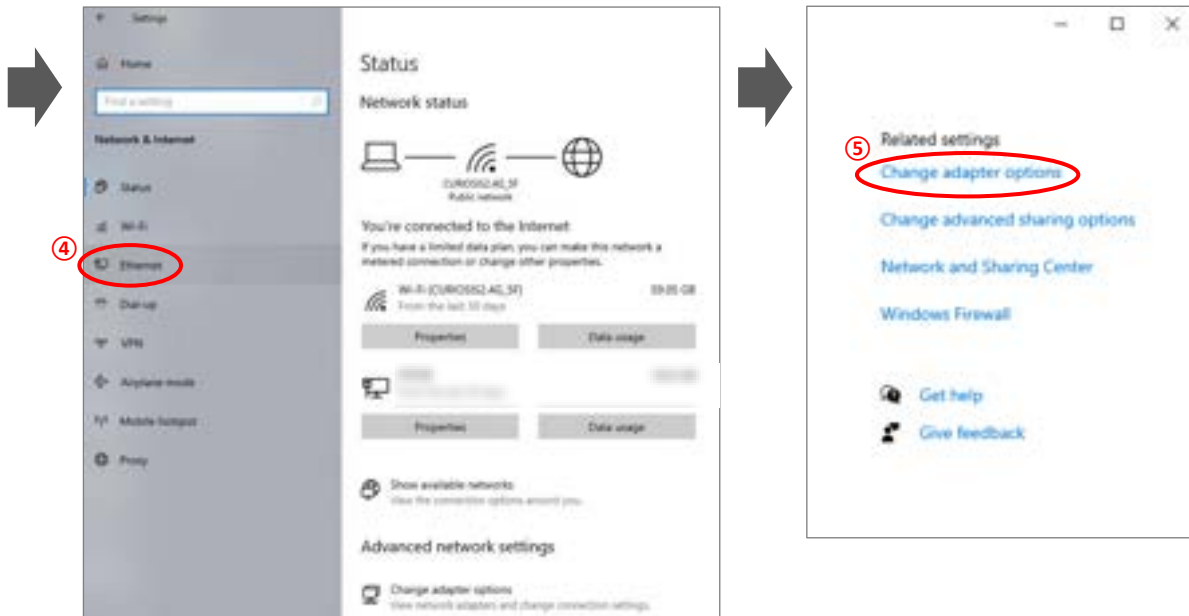 Settings
Home
Find a setting
Network & Internet
Status
Wi-Fi
④
Ethernet
Dial-up
VPN
Airplane mode
Mobile hotspot
Proxy
Status
Network status
Public network
You're connected to the Internet
If you have a limited data plan, you can make this network a
metered connection or change other properties.
From the last 30 days
Properties
Data usage
Properties
Data usage
Show available networks
View the connection options around you.
Advanced network settings
Change adapter options
View network adapters and change connection settings.
Related settings
⑤
Change adapter options
Change advanced sharing options
Network and Sharing Center
Windows Firewall
Get help
Give feedback